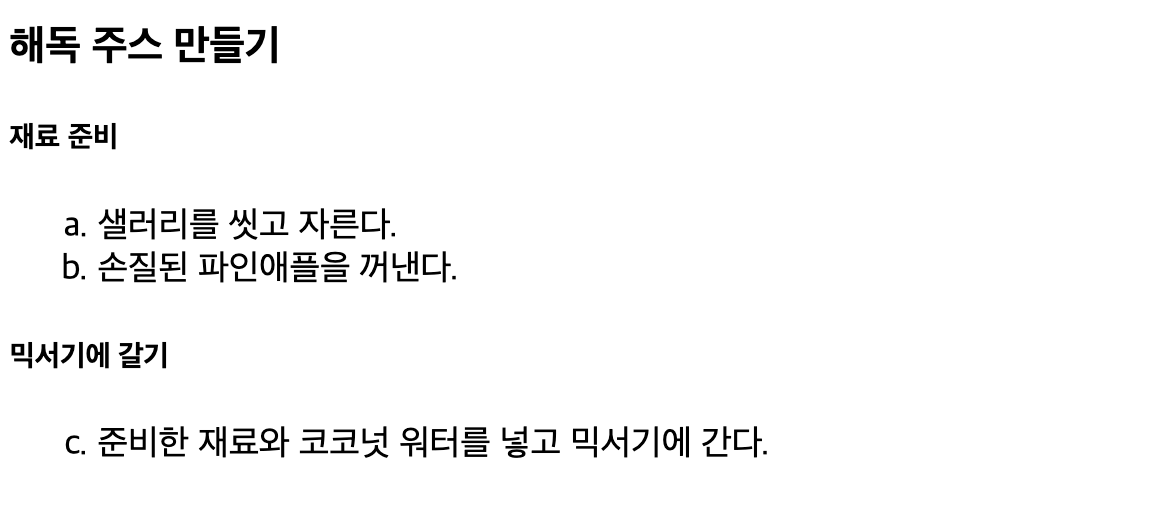 해독 주스 만들기
재료 준비
a. 샐러리를 씻고 자른다.
b. 손질된 파인애플을 꺼낸다.
믹서기에 갈기
c. 준비한 재료와 코코넛 워터를 넣고 믹서기에 간다.